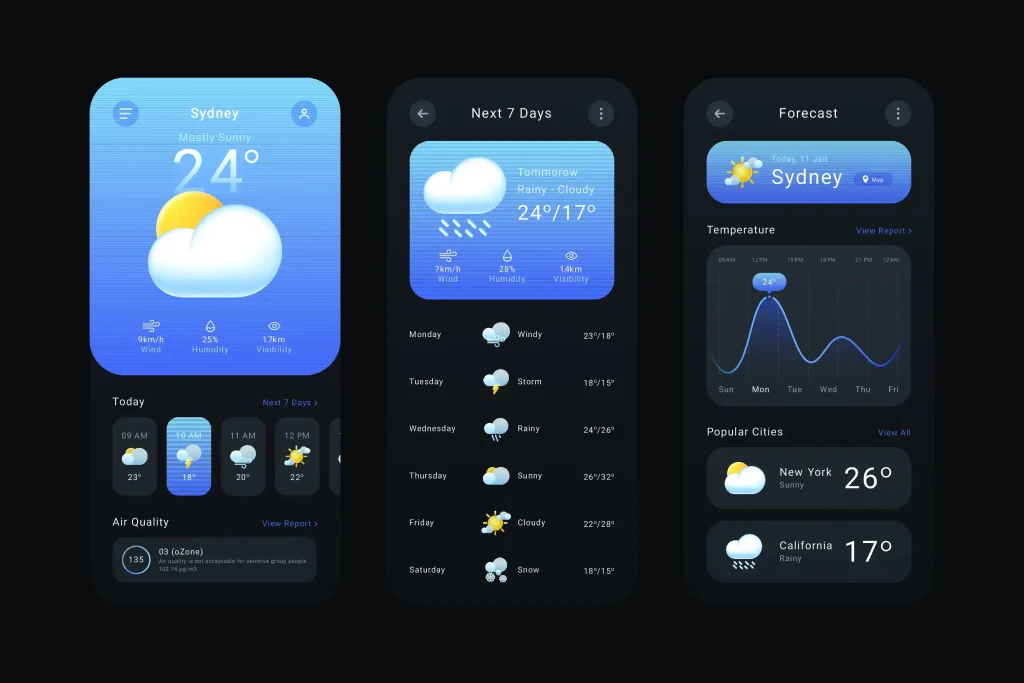 Sydney
Mostly Sunny
24°
9km/h
Wind
25%
Humidity
1.7km
Visibility
Today
Next 7 Days ›
09 AM
23°
10 AM
18°
11 AM
20°
12 PM
22°
Air Quality
View Report ›
135
03 (oZone)
Air quality is not acceptable for senstive group people
102.74 µg/m3
Next 7 Days
Tommorow
Rainy - Cloudy
24°/17°
7km/h
Wind
28%
Humidity
1.4km
Visibility
Monday Windy 23°/18°
Tuesday Storm 18°/15°
Wednesday Rainy 24°/26°
Thursday Sunny 26°/32°
Friday Cloudy 22°/28°
Saturday Snow 18°/15°
Forecast
Today, 11 Jan
Sydney
Map
Temperature
View Report ›
09 AM 12 PM 15 PM 18 PM 21 PM 12 AM
24°
Sun Mon Tue Wed Thu Fri
Popular Cities
View All
New York
Sunny
26°
California
Rainy
17°